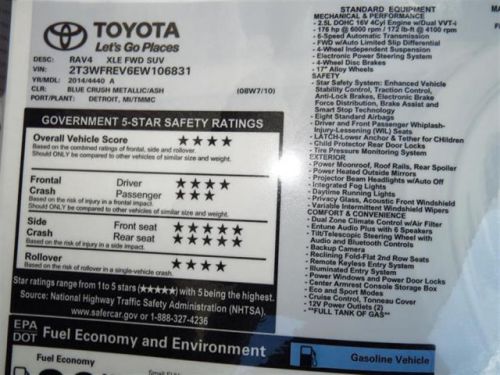 TOYOTA
Let's Go Places
DESC: RAV4 XLE FWD SUV
VIN: 2T3WFREV6EW106831
YR/MDL: 2014/4440 A
CLR: BLUE CRUSH METALLIC/ASH (08W7/10)
PORT/PLANT: DETROIT, MI/TMMC
GOVERNMENT 5-STAR SAFETY RATINGS
Overall Vehicle Score ★★★★
Based on the combined ratings of frontal, side and rollover.
Should ONLY be compared to other vehicles of similar size and weight.
Frontal Driver ★★★★
Crash Passenger ★★★
Based on the risk of injury in a frontal impact.
Should ONLY be compared to other vehicles of similar size and weight.
Side Front seat ★★★★★
Crash Rear seat ★★★★★
Based on the risk of injury in a side impact.
Rollover ★★★★
Based on the risk of rollover in a single-vehicle crash.
Star ratings range from 1 to 5 stars (★★★★★) with 5 being the highest.
Source: National Highway Traffic Safety Administration (NHTSA).
www.safercar.gov or 1-888-327-4236
EPA
DOT Fuel Economy and Environment
Gasoline Vehicle
Fuel Economy
STANDARD EQUIPMENT
MECHANICAL & PERFORMANCE
- 2.5L DOHC 16V 4Cyl Engine w/Dual VVT-i
- 176 hp @ 6000 rpm / 172 lb-ft @ 4100 rpm
- 6-Speed Automatic Transmission
- FWD w/Auto Limited Slip Differential
- 4-Wheel Independent Suspension
- Electronic Power Steering System
- 4-Wheel Disc Brakes
- 17" Alloy Wheels
SAFETY
- Star Safety System: Enhanced Vehicle
Stability Control, Traction Control,
Anti-Lock Brakes, Electronic Brake
Force Distribution, Brake Assist and
Smart Stop Technology
- Eight Standard Airbags
- Driver and Front Passenger Whiplash-
Injury-Lessening (WIL) Seats
- LATCH-Lower Anchor & Tether for CHildren
- Child Protector Rear Door Locks
- Tire Pressure Monitoring System
EXTERIOR
- Power Moonroof, Roof Rails, Rear Spoiler
- Power Heated Outside Mirrors
- Projector Beam Headlights w/Auto Off
- Integrated Fog Lights
- Daytime Running Lights
- Privacy Glass, Acoustic Front Windshield
- Variable Intermittent Windshield Wipers
COMFORT & CONVENIENCE
- Dual Zone Climate Control w/Air Filter
- Entune Audio Plus with 6 Speakers
- Tilt/Telescopic Steering Wheel with
Audio and Bluetooth Controls
- Backup Camera
- Reclining Fold-Flat 2nd Row Seats
- Remote Keyless Entry System
- Illuminated Entry System
- Power Windows and Power Door Locks
- Center Armrest Console Storage Box
- Eco and Sport Modes
- Cruise Control, Tonneau Cover
- 12V Power Outlets (2)
**FULL TANK OF GAS**